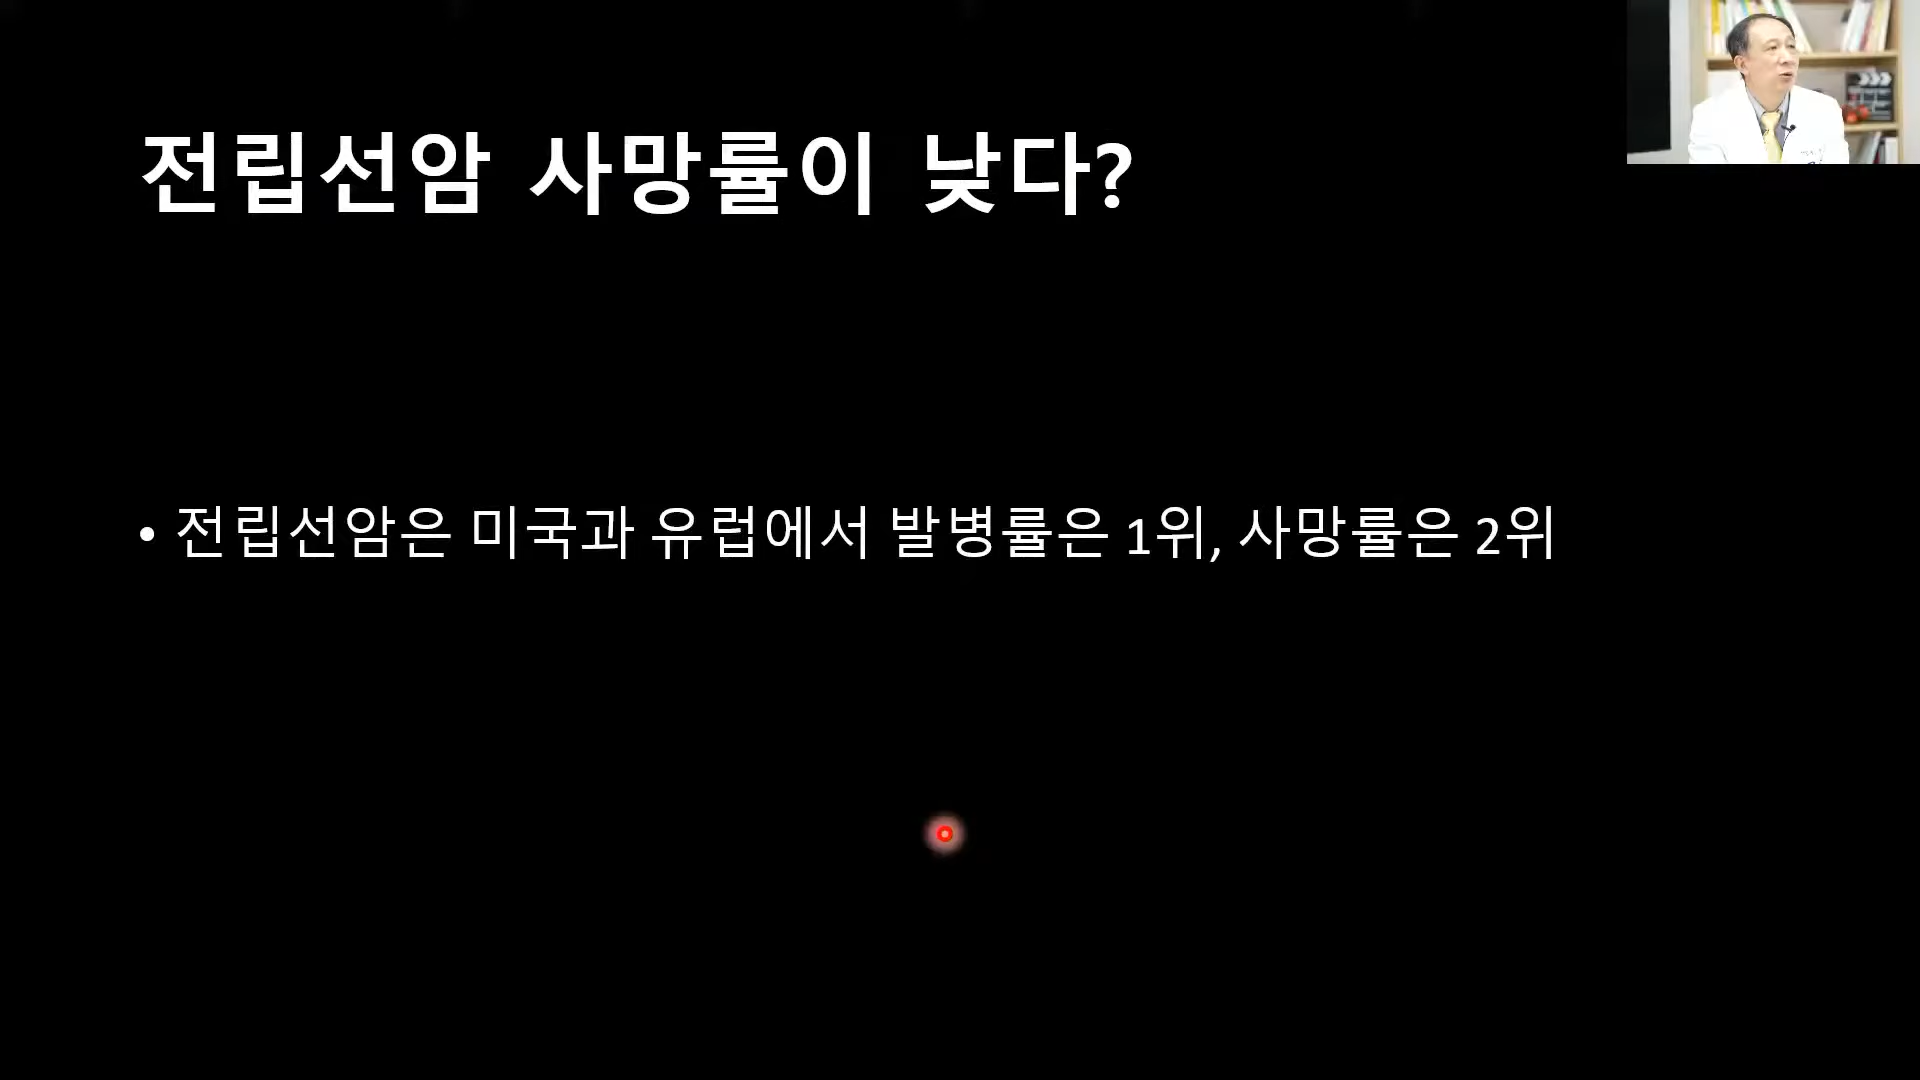 전립선암 사망률이 낮다?
• 전립선암은 미국과 유럽에서 발병률은 1위, 사망률은 2위